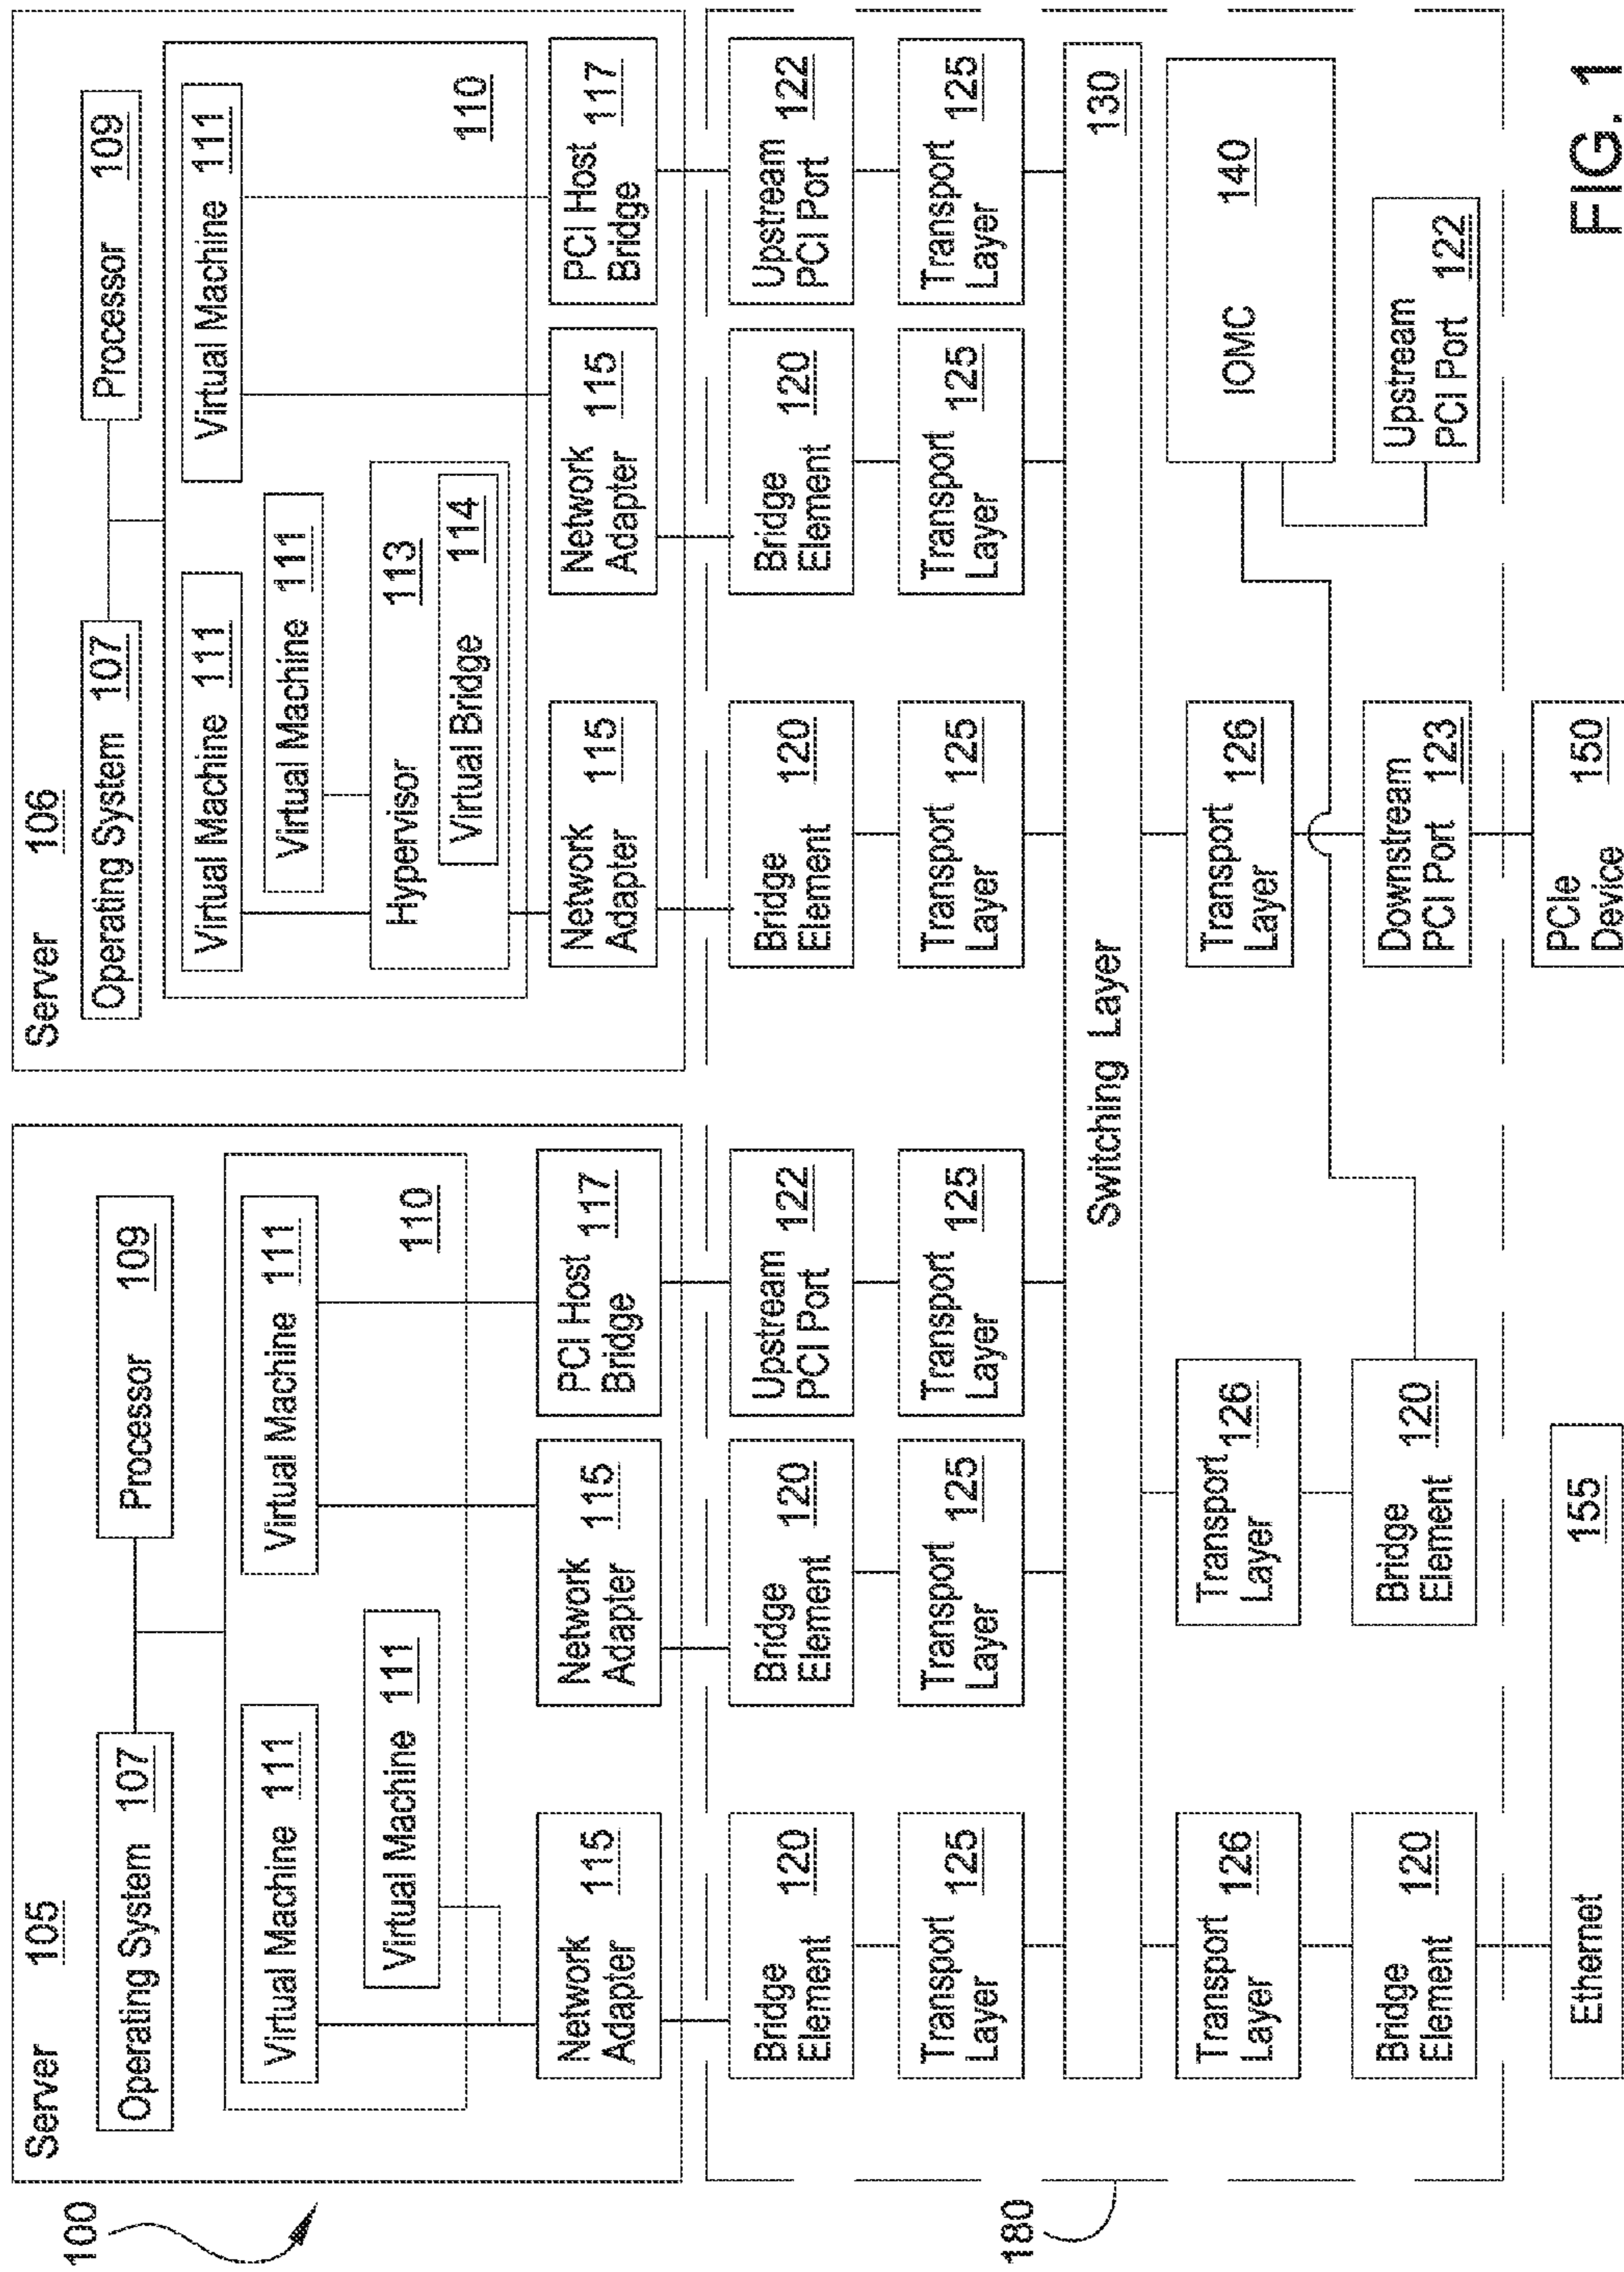 100
Server 105
Operating System 107
Processor 109
Virtual Machine 111
Virtual Machine 111
Virtual Machine 111
110
Network
Adapter 115
Network
Adapter 115
PCI Host
Bridge 117
Server 106
Operating System 107
Processor 109
Virtual Machine 111
Virtual Machine 111
Virtual Machine 111
Hypervisor 113
Virtual Bridge 114
110
Network
Adapter 115
Network
Adapter 115
PCI Host
Bridge 117
180
Bridge
Element 120
Bridge
Element 120
Upstream
PCI Port 122
Bridge
Element 120
Bridge
Element 120
Upstream
PCI Port 122
Transport
Layer 125
Transport
Layer 125
Transport
Layer 125
Transport
Layer 125
Transport
Layer 125
Transport
Layer 125
Switching Layer 130
Transport
Layer 126
Transport
Layer 126
Transport
Layer 126
IOMC 140
Bridge
Element 120
Bridge
Element 120
Downstream
PCI Port 123
Upstream
PCI Port 122
Ethernet 155
PCIe
Device 150
FIG. 1